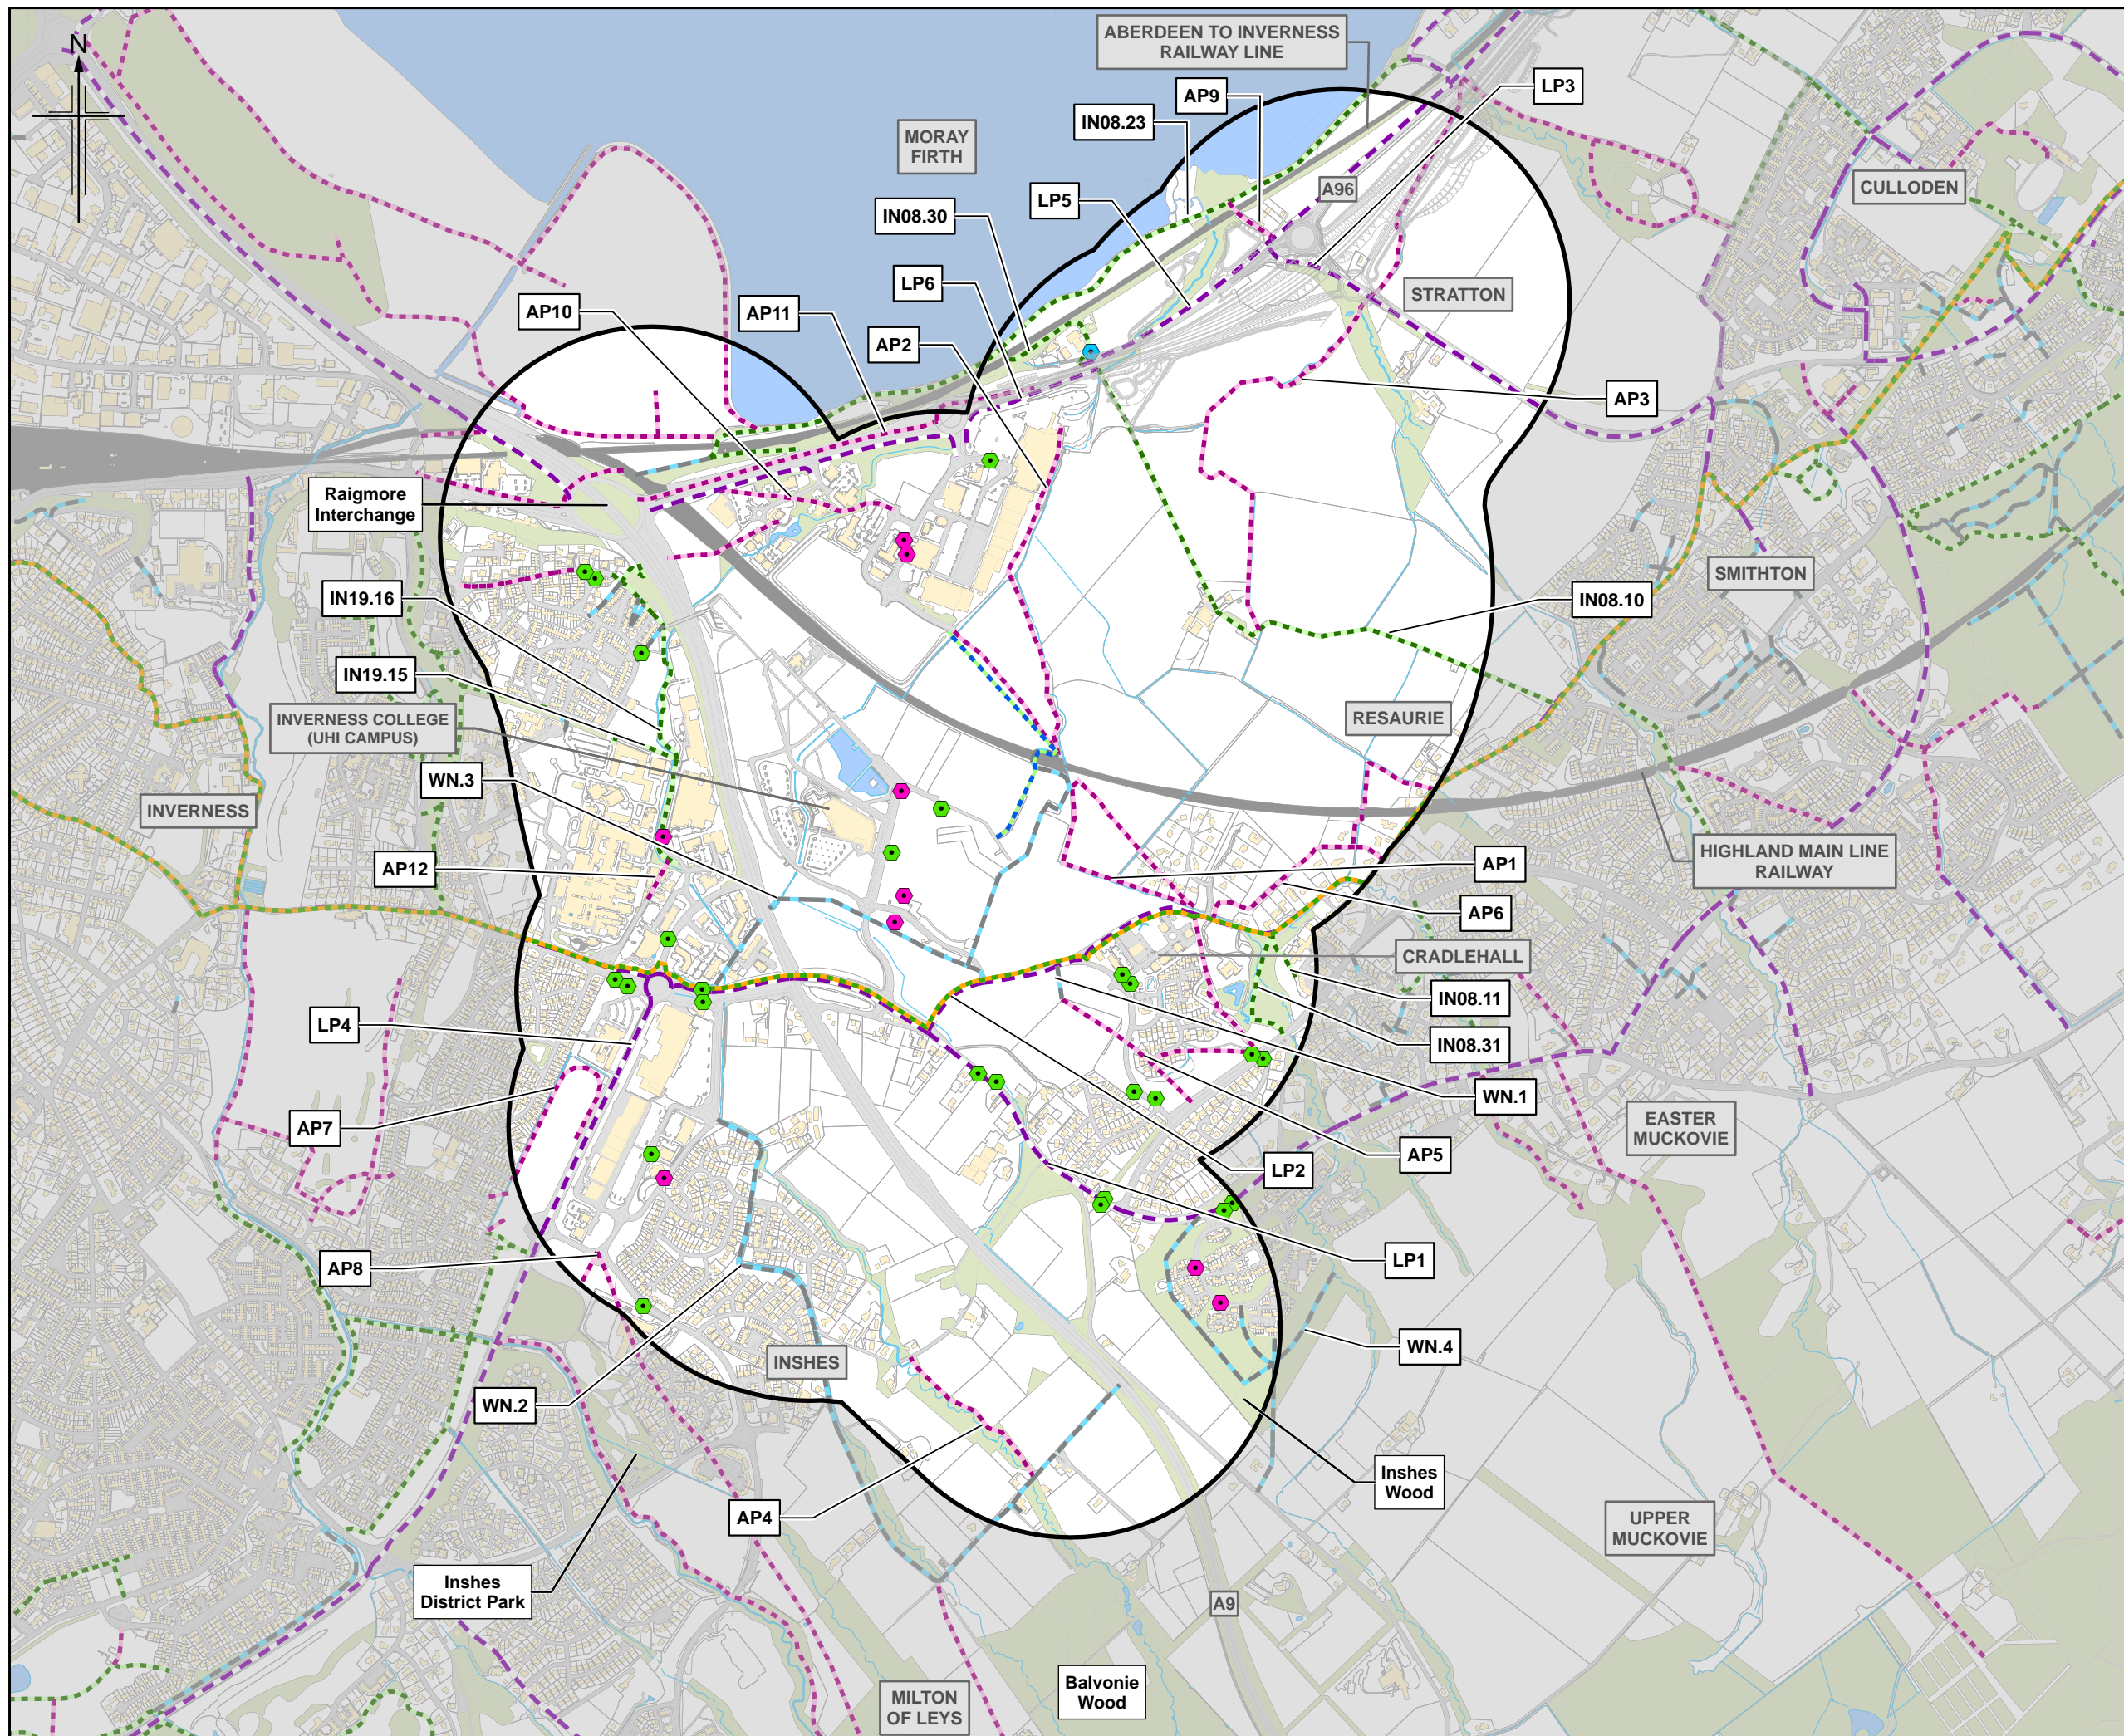 ABERDEEN TO INVERNESS
RAILWAY LINE
N
AP9
LP3
IN08.23
MORAY
FIRTH
A96
CULLODEN
LP5
IN08.30
LP6
STRATTON
AP10
AP11
AP2
AP3
Raigmore
Interchange
SMITHTON
IN19.16
IN08.10
IN19.15
INVERNESS COLLEGE
(UHI CAMPUS)
RESAURIE
WN.3
INVERNESS
HIGHLAND MAIN LINE
RAILWAY
AP12
AP1
AP6
CRADLEHALL
IN08.11
LP4
IN08.31
WN.1
AP7
EASTER
MUCKOVIE
AP5
LP2
AP8
LP1
INSHES
WN.4
WN.2
Inshes
Wood
AP4
UPPER
MUCKOVIE
Inshes
District Park
A9
Balvonie
Wood
MILTON
OF LEYS